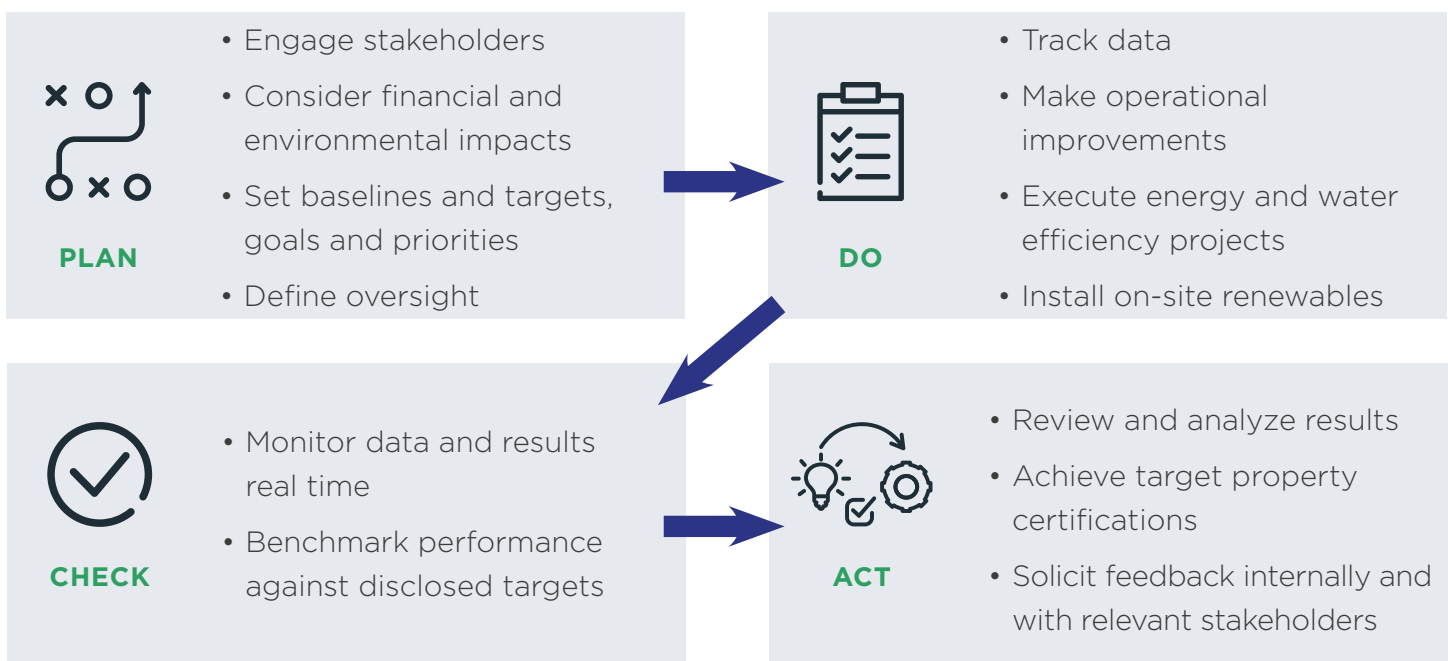 • Engage stakeholders
• Consider financial and
environmental impacts
• Set baselines and targets,
goals and priorities
• Define oversight
PLAN
• Track data
• Make operational
improvements
• Execute energy and water
efficiency projects
• Install on-site renewables
DO
• Monitor data and results
real time
• Benchmark performance
against disclosed targets
CHECK
• Review and analyze results
• Achieve target property
certifications
• Solicit feedback internally and
with relevant stakeholders
ACT